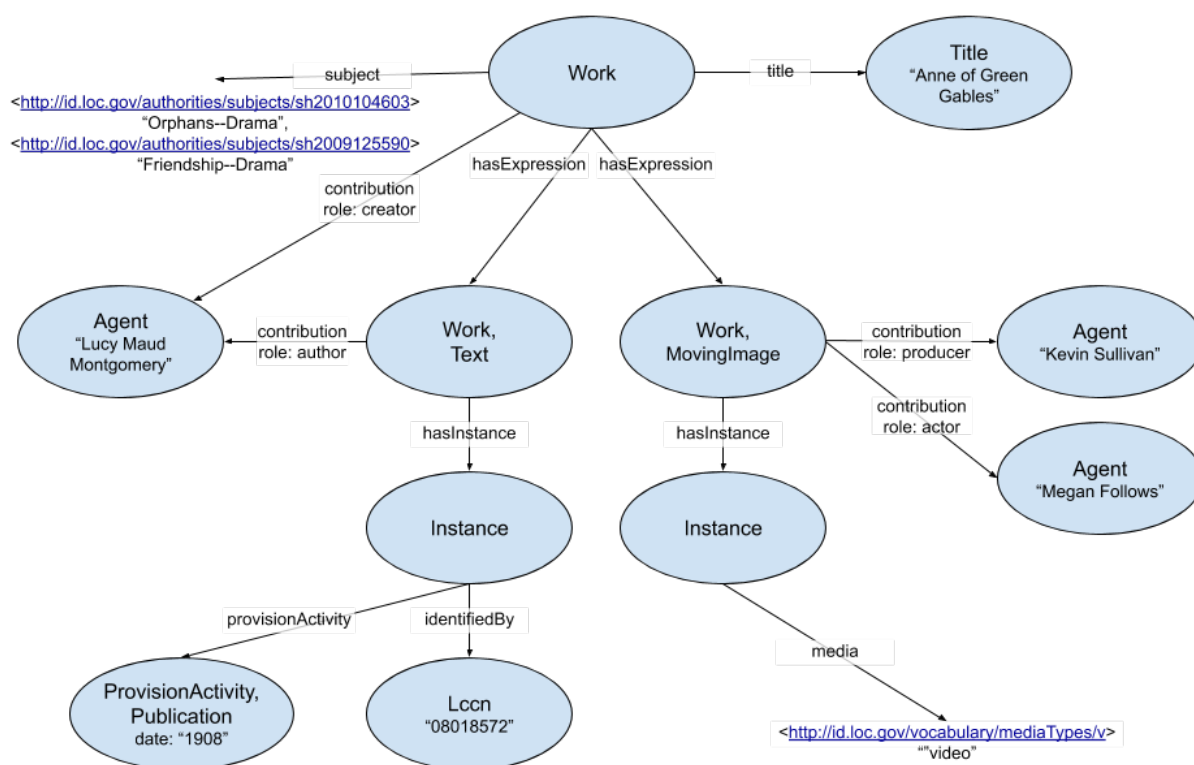 Work
title
Title
“Anne of Green
Gables”
subject
<http://id.loc.gov/authorities/subjects/sh2010104603>
“Orphans--Drama”,
<http://id.loc.gov/authorities/subjects/sh2009125590>
“Friendship--Drama”
hasExpression
hasExpression
contribution
role: creator
Agent
“Lucy Maud
Montgomery”
contribution
role: author
Work,
Text
Work,
MovingImage
contribution
role: producer
Agent
“Kevin Sullivan”
contribution
role: actor
Agent
“Megan Follows”
hasInstance
hasInstance
Instance
Instance
provisionActivity
identifiedBy
media
ProvisionActivity,
Publication
date: “1908”
Lccn
“08018572”
<http://id.loc.gov/vocabulary/mediaTypes/v>
“”video”